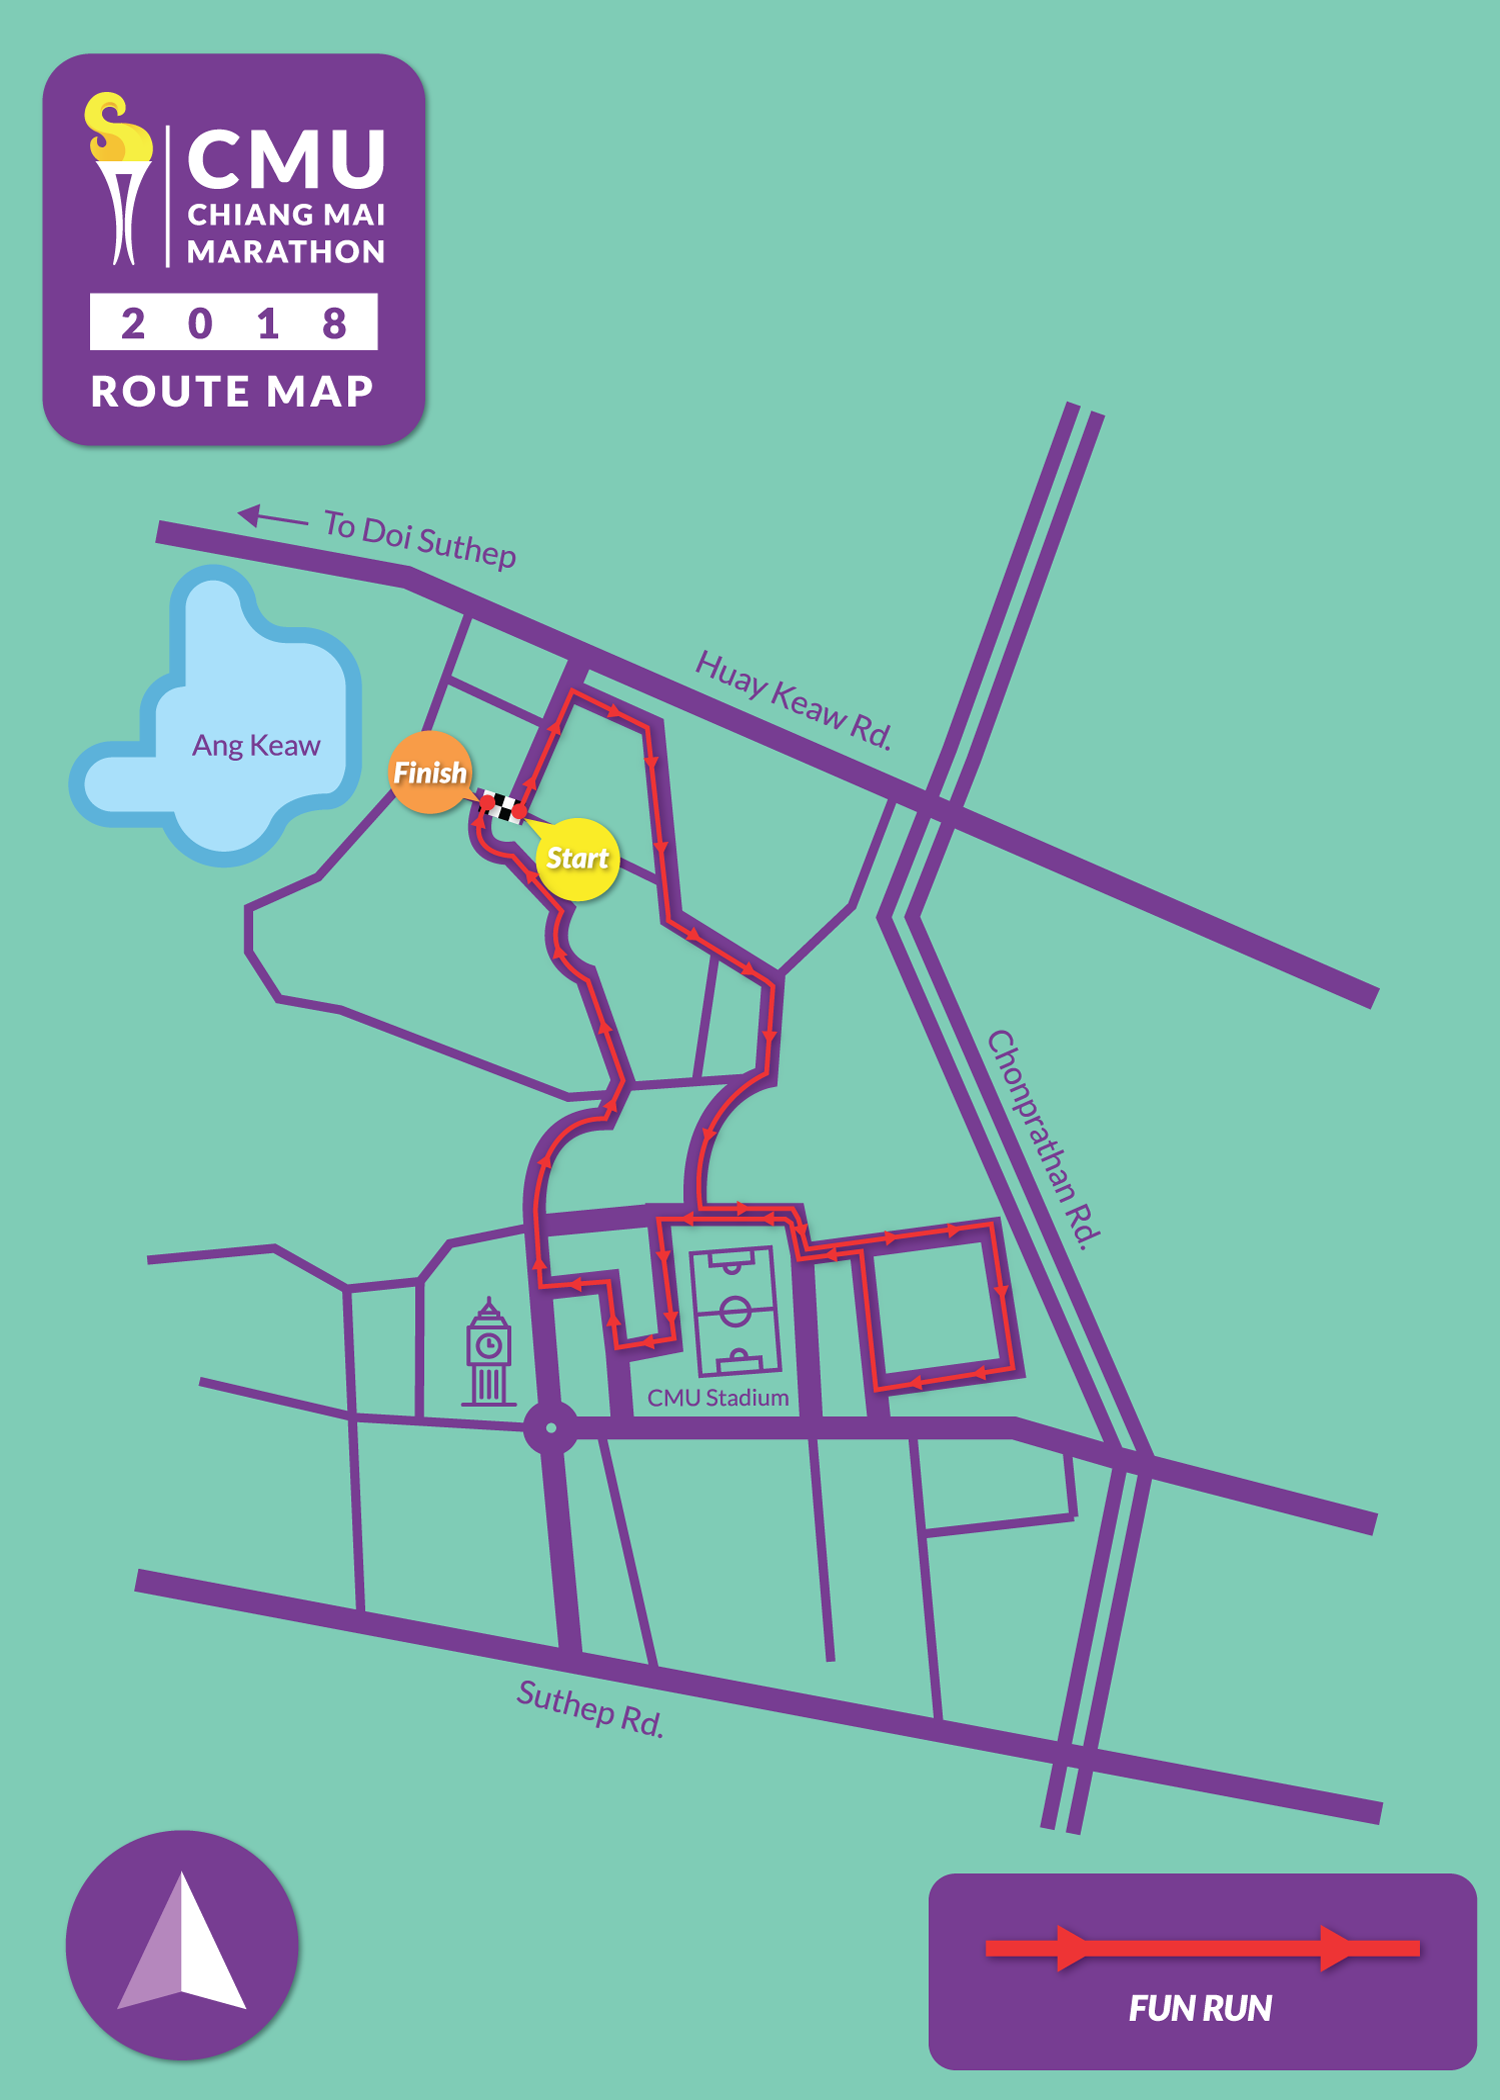 CMU
CHIANG MAI
MARATHON
2 0 1 8
ROUTE MAP
To Doi Suthep
Huay Keaw Rd.
Ang Keaw
Finish
Start
Chonprathan Rd.
CMU Stadium
Suthep Rd.
FUN RUN